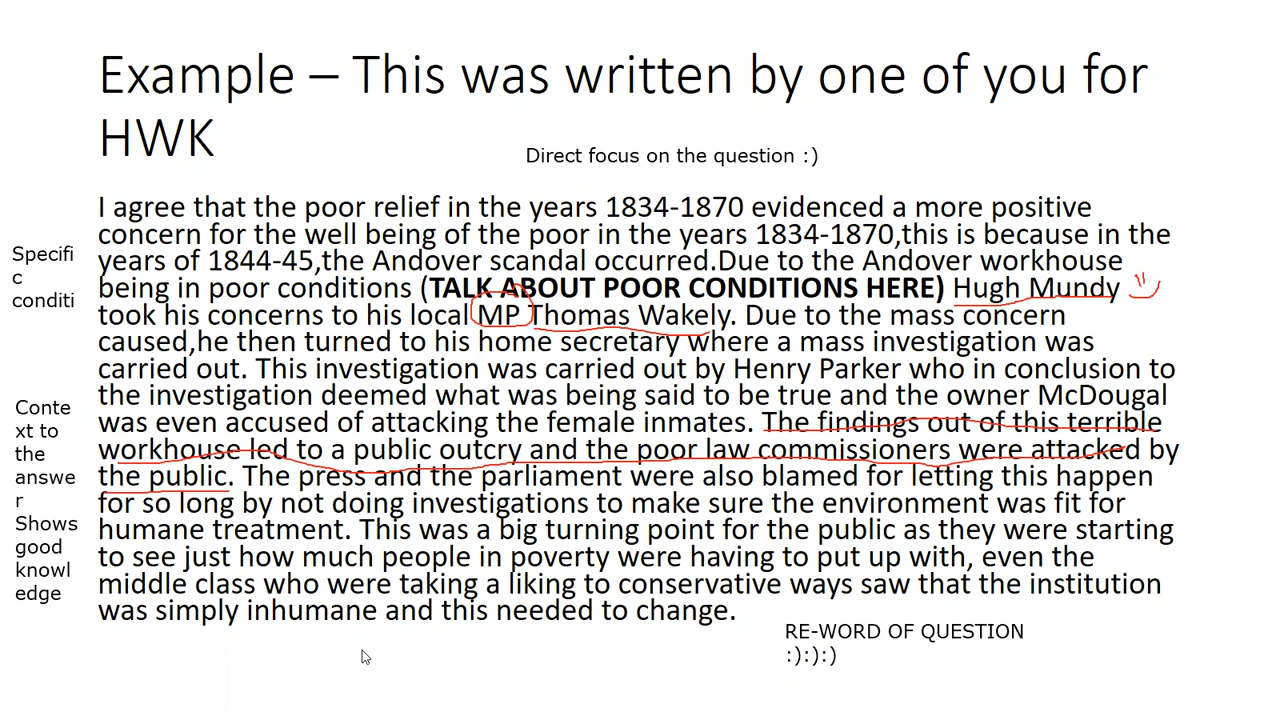 Example – This was written by one of you for
HWK
Direct focus on the question :)
I agree that the poor relief in the years 1834-1870 evidenced a more positive
concern for the well being of the poor in the years 1834-1870,this is because in the
years of 1844-45,the Andover scandal occurred.Due to the Andover workhouse
being in poor conditions (TALK ABOUT POOR CONDITIONS HERE) Hugh Mundy
took his concerns to his local MP Thomas Wakely. Due to the mass concern
caused,he then turned to his home secretary where a mass investigation was
carried out. This investigation was carried out by Henry Parker who in conclusion to
the investigation deemed what was being said to be true and the owner McDougal
was even accused of attacking the female inmates. The findings out of this terrible
workhouse led to a public outcry and the poor law commissioners were attacked by
the public. The press and the parliament were also blamed for letting this happen
for so long by not doing investigations to make sure the environment was fit for
humane treatment. This was a big turning point for the public as they were starting
to see just how much people in poverty were having to put up with, even the
middle class who were taking a liking to conservative ways saw that the institution
was simply inhumane and this needed to change.
Specifi
c
conditi
Conte
xt to
the
answe
r
Shows
good
knowl
edge
RE-WORD OF QUESTION
:):):)